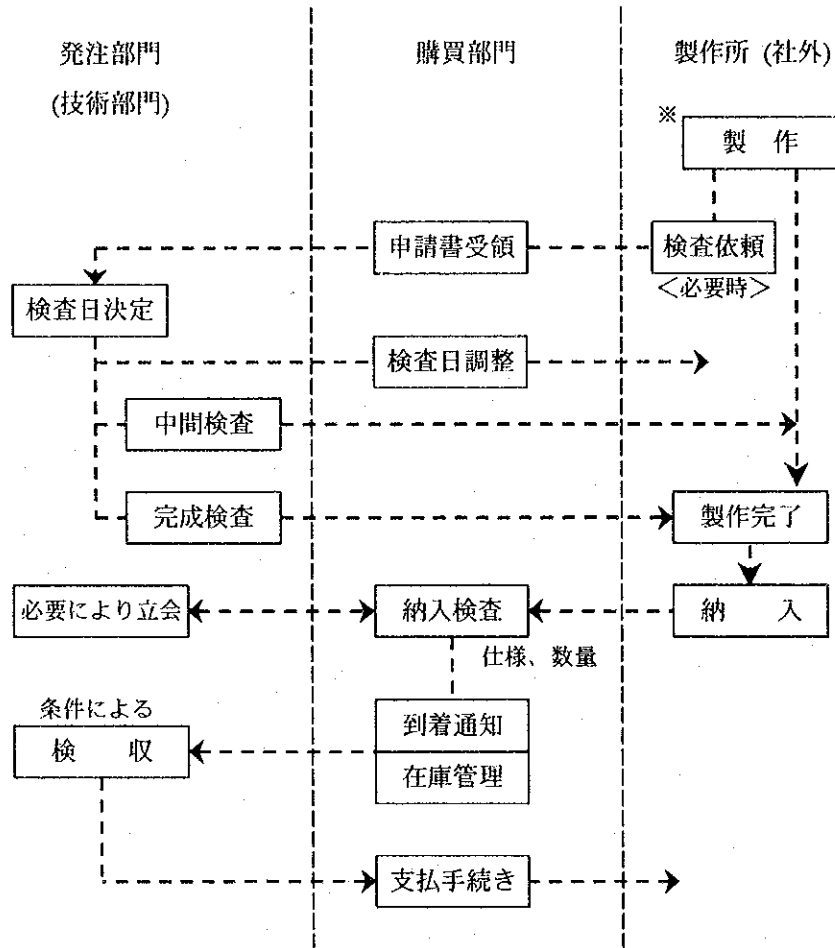 発注部門
(技術部門)
購買部門
製作所 (社外)
※
製 作
申請書受領
検査依頼
<必要時>
検査日決定
検査日調整
中間検査
完成検査
製作完了
必要により立会
納入検査
納 入
仕様、数量
条件による
検 収
到着通知
在庫管理
支払手続き